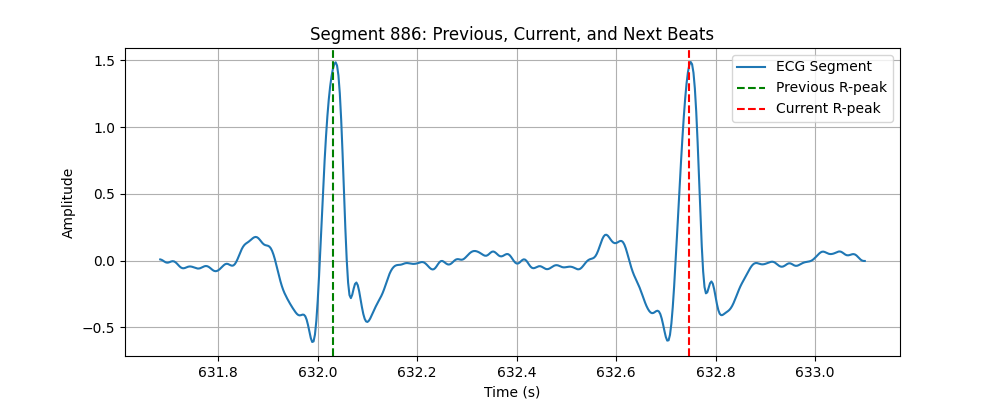 Segment 886: Previous, Current, and Next Beats
ECG Segment
Previous R-peak
Current R-peak
Amplitude
1.5
1.0
0.5
0.0
−0.5
631.8 632.0 632.2 632.4 632.6 632.8 633.0
Time (s)